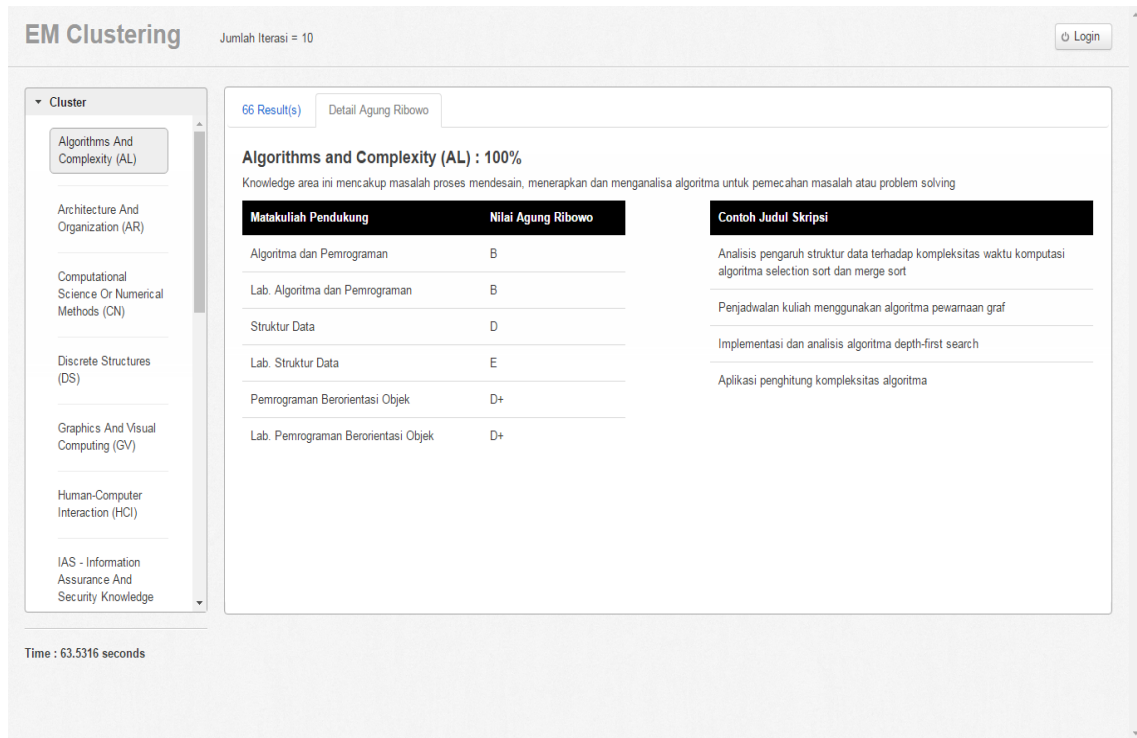 EM Clustering
Jumlah Iterasi = 10
Login
Cluster
Algorithms And
Complexity (AL)
Architecture And
Organization (AR)
Computational
Science Or Numerical
Methods (CN)
Discrete Structures
(DS)
Graphics And Visual
Computing (GV)
Human-Computer
Interaction (HCI)
IAS - Information
Assurance And
Security Knowledge
Time : 63.5316 seconds
66 Result(s)
Detail Agung Ribowo
Algorithms and Complexity (AL) : 100%
Knowledge area ini mencakup masalah proses mendesain, menerapkan dan menganalisa algoritma untuk pemecahan masalah atau problem solving
Matakuliah Pendukung Nilai Agung Ribowo
Algoritma dan Pemrograman B
Lab. Algoritma dan Pemrograman B
Struktur Data D
Lab. Struktur Data E
Pemrograman Berorientasi Objek D+
Lab. Pemrograman Berorientasi Objek D+
Contoh Judul Skripsi
Analisis pengaruh struktur data terhadap kompleksitas waktu komputasi
algoritma selection sort dan merge sort
Penjadwalan kuliah menggunakan algoritma pewarnaan graf
Implementasi dan analisis algoritma depth-first search
Aplikasi penghitung kompleksitas algoritma